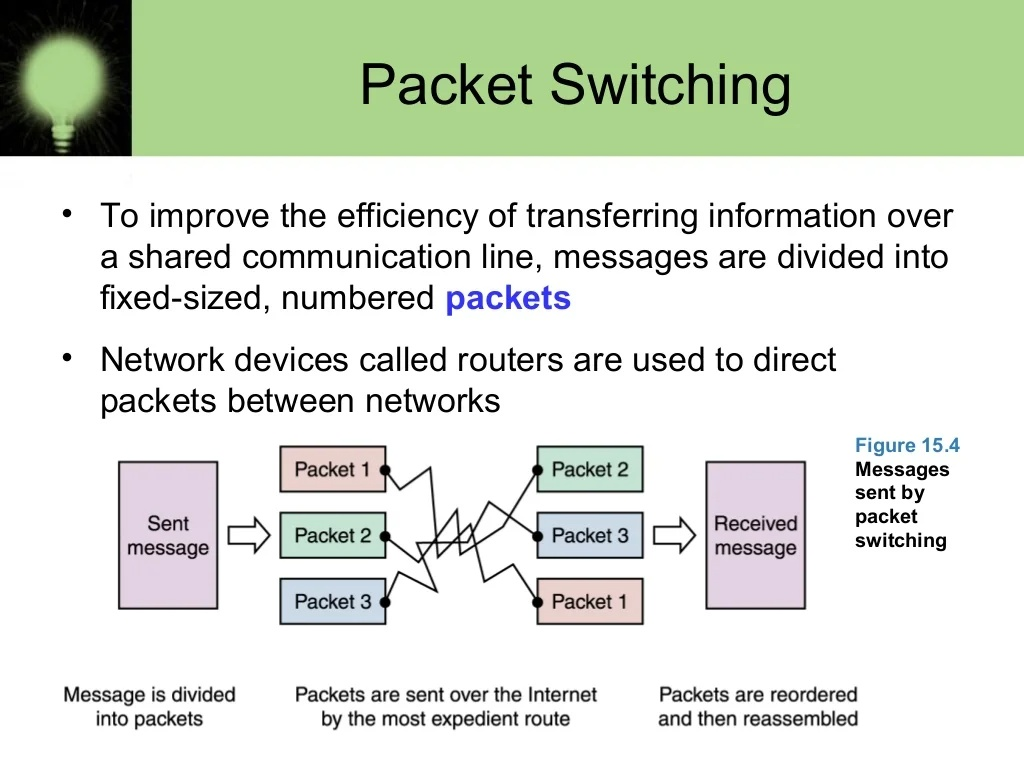 Packet Switching
• To improve the efficiency of transferring information over
a shared communication line, messages are divided into
fixed-sized, numbered packets
• Network devices called routers are used to direct
packets between networks
Figure 15.4
Messages
sent by
packet
switching
Sent
message
Packet 1
Packet 2
Packet 3
Packet 2
Packet 3
Packet 1
Received
message
Message is divided
into packets
Packets are sent over the Internet
by the most expedient route
Packets are reordered
and then reassembled